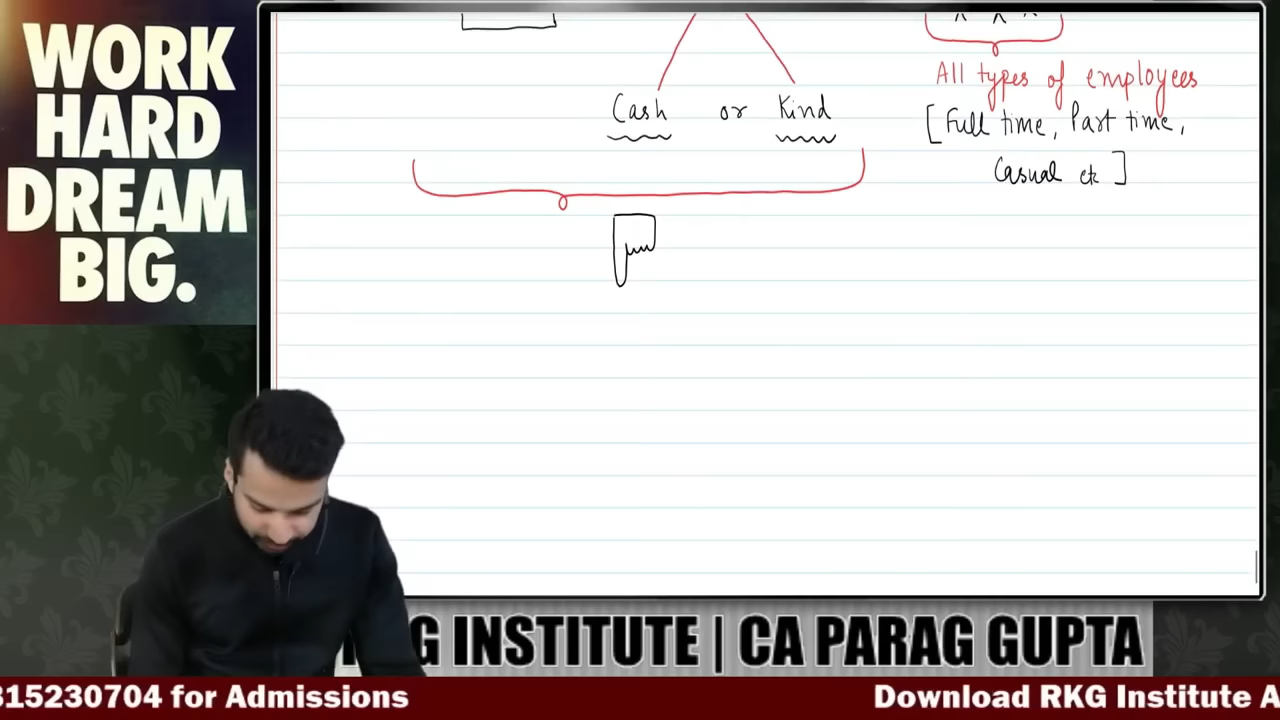 WORK
HARD
DREAM
BIG.
Cash or Kind
All types of employees
[ Full time, Part time,
Casual etc ]
G INSTITUTE | CA PARAG GUPTA
815230704 for Admissions
Download RKG Institute A